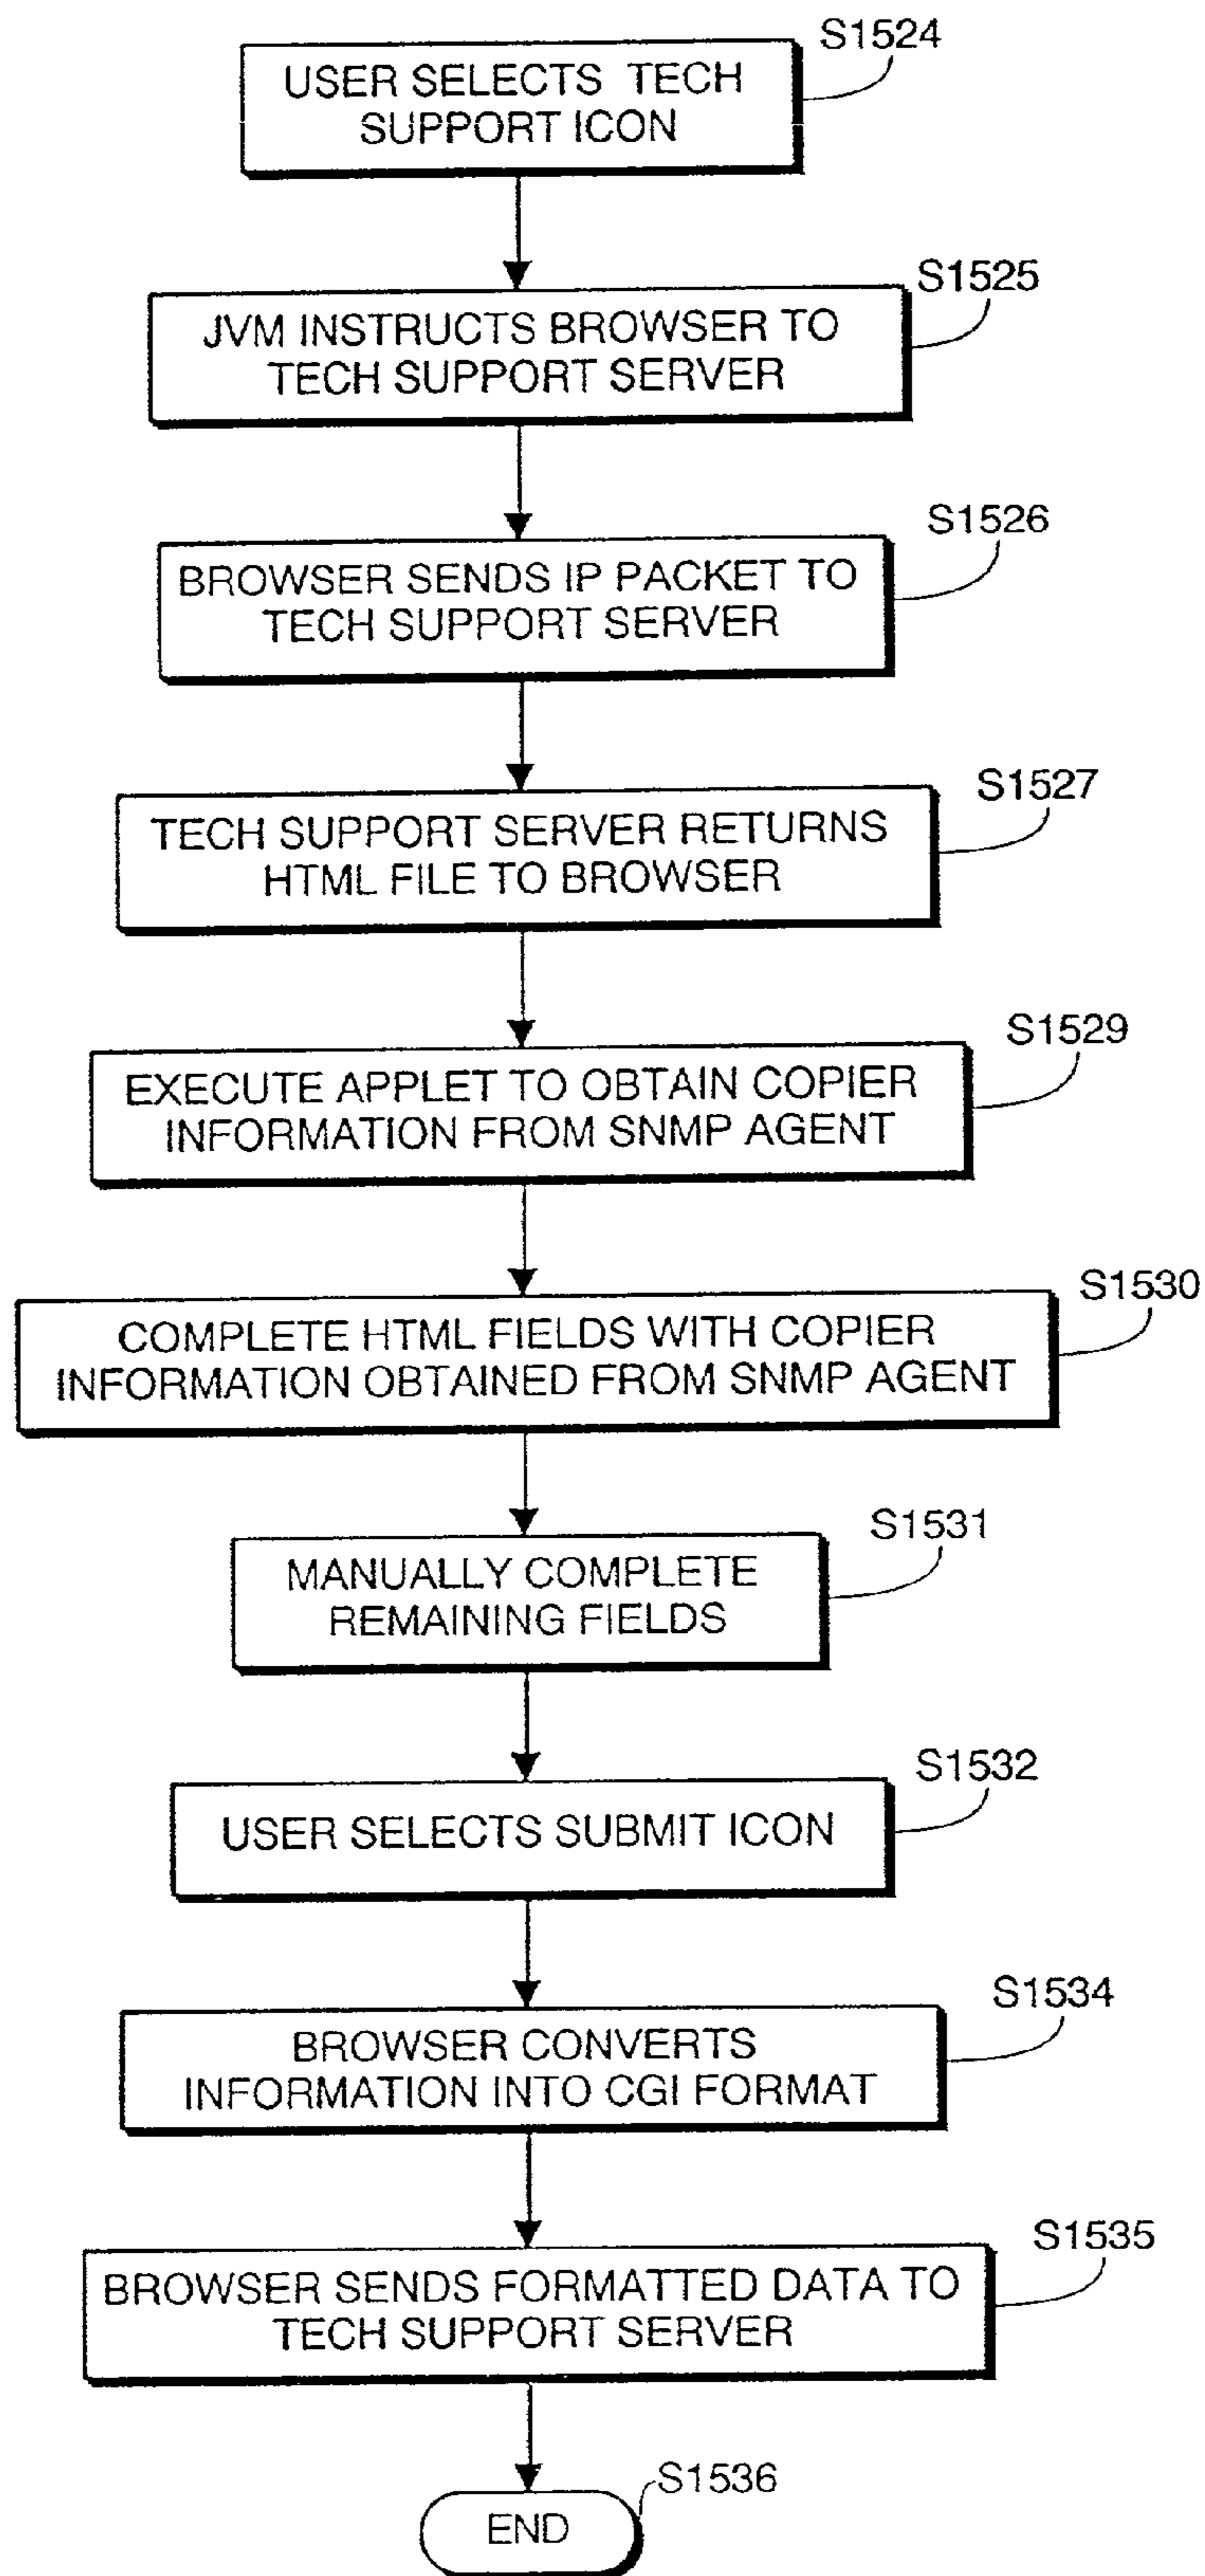 S1524
USER SELECTS TECH
SUPPORT ICON
S1525
JVM INSTRUCTS BROWSER TO
TECH SUPPORT SERVER
S1526
BROWSER SENDS IP PACKET TO
TECH SUPPORT SERVER
S1527
TECH SUPPORT SERVER RETURNS
HTML FILE TO BROWSER
S1529
EXECUTE APPLET TO OBTAIN COPIER
INFORMATION FROM SNMP AGENT
S1530
COMPLETE HTML FIELDS WITH COPIER
INFORMATION OBTAINED FROM SNMP AGENT
S1531
MANUALLY COMPLETE
REMAINING FIELDS
S1532
USER SELECTS SUBMIT ICON
S1534
BROWSER CONVERTS
INFORMATION INTO CGI FORMAT
S1535
BROWSER SENDS FORMATTED DATA TO
TECH SUPPORT SERVER
S1536
END